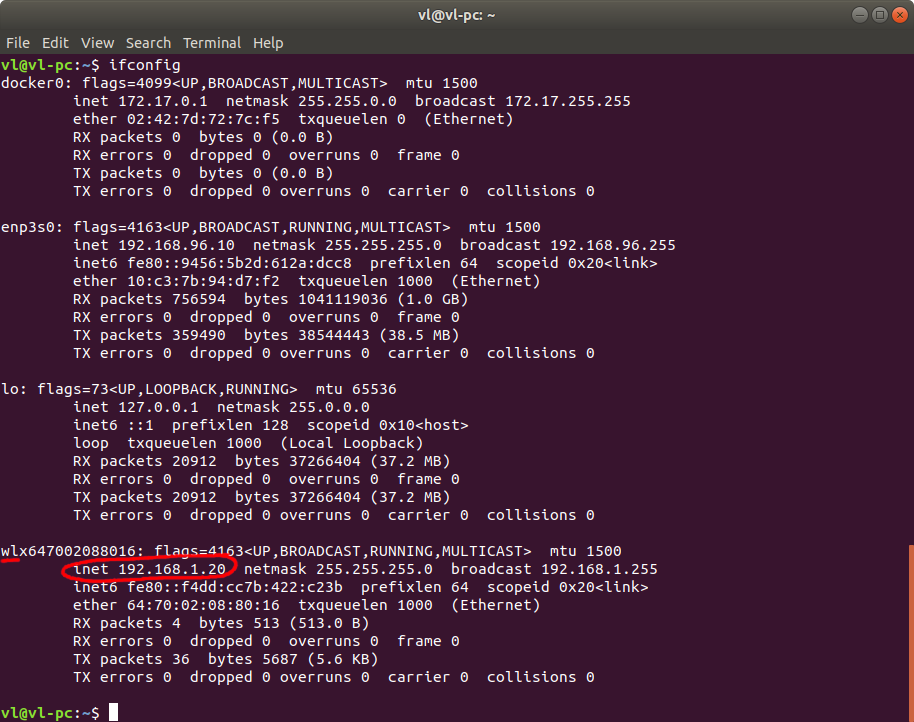 vl@vl-pc: ~
File Edit View Search Terminal Help
vl@vl-pc:~$ ifconfig
docker0: flags=4099<UP,BROADCAST,MULTICAST>  mtu 1500
        inet 172.17.0.1  netmask 255.255.0.0  broadcast 172.17.255.255
        ether 02:42:7d:72:7c:f5  txqueuelen 0  (Ethernet)
        RX packets 0  bytes 0 (0.0 B)
        RX errors 0  dropped 0  overruns 0  frame 0
        TX packets 0  bytes 0 (0.0 B)
        TX errors 0  dropped 0 overruns 0  carrier 0  collisions 0
enp3s0: flags=4163<UP,BROADCAST,RUNNING,MULTICAST>  mtu 1500
        inet 192.168.96.10  netmask 255.255.255.0  broadcast 192.168.96.255
        inet6 fe80::9456:5b2d:612a:dcc8  prefixlen 64  scopeid 0x20<link>
        ether 10:c3:7b:94:d7:f2  txqueuelen 1000  (Ethernet)
        RX packets 756594  bytes 1041119036 (1.0 GB)
        RX errors 0  dropped 0  overruns 0  frame 0
        TX packets 359490  bytes 38544443 (38.5 MB)
        TX errors 0  dropped 0 overruns 0  carrier 0  collisions 0
lo: flags=73<UP,LOOPBACK,RUNNING>  mtu 65536
        inet 127.0.0.1  netmask 255.0.0.0
        inet6 ::1  prefixlen 128  scopeid 0x10<host>
        loop  txqueuelen 1000  (Local Loopback)
        RX packets 20912  bytes 37266404 (37.2 MB)
        RX errors 0  dropped 0  overruns 0  frame 0
        TX packets 20912  bytes 37266404 (37.2 MB)
        TX errors 0  dropped 0 overruns 0  carrier 0  collisions 0
wlx647002088016: flags=4163<UP,BROADCAST,RUNNING,MULTICAST>  mtu 1500
        inet 192.168.1.20  netmask 255.255.255.0  broadcast 192.168.1.255
        inet6 fe80::f4dd:cc7b:422:c23b  prefixlen 64  scopeid 0x20<link>
        ether 64:70:02:08:80:16  txqueuelen 1000  (Ethernet)
        RX packets 4  bytes 513 (513.0 B)
        RX errors 0  dropped 0  overruns 0  frame 0
        TX packets 36  bytes 5687 (5.6 KB)
        TX errors 0  dropped 0 overruns 0  carrier 0  collisions 0
vl@vl-pc:~$